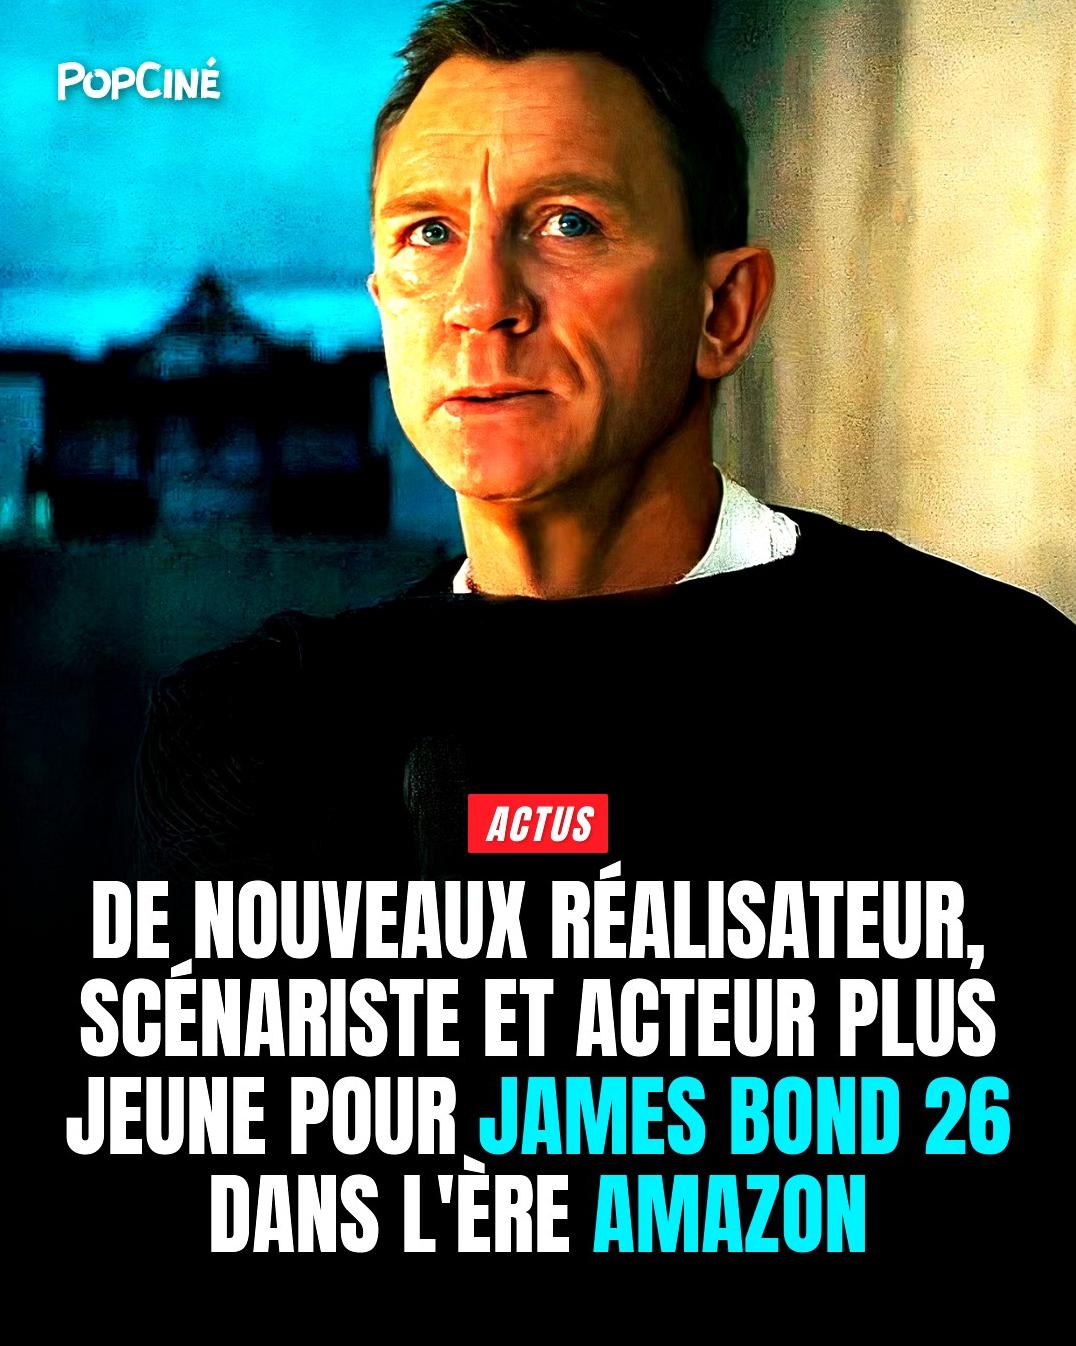 POPCINÉ
ACTUS
DE NOUVEAUX RÉALISATEUR,
SCÉNARISTE ET ACTEUR PLUS
JEUNE POUR JAMES BOND 26
DANS L'ÈRE AMAZON